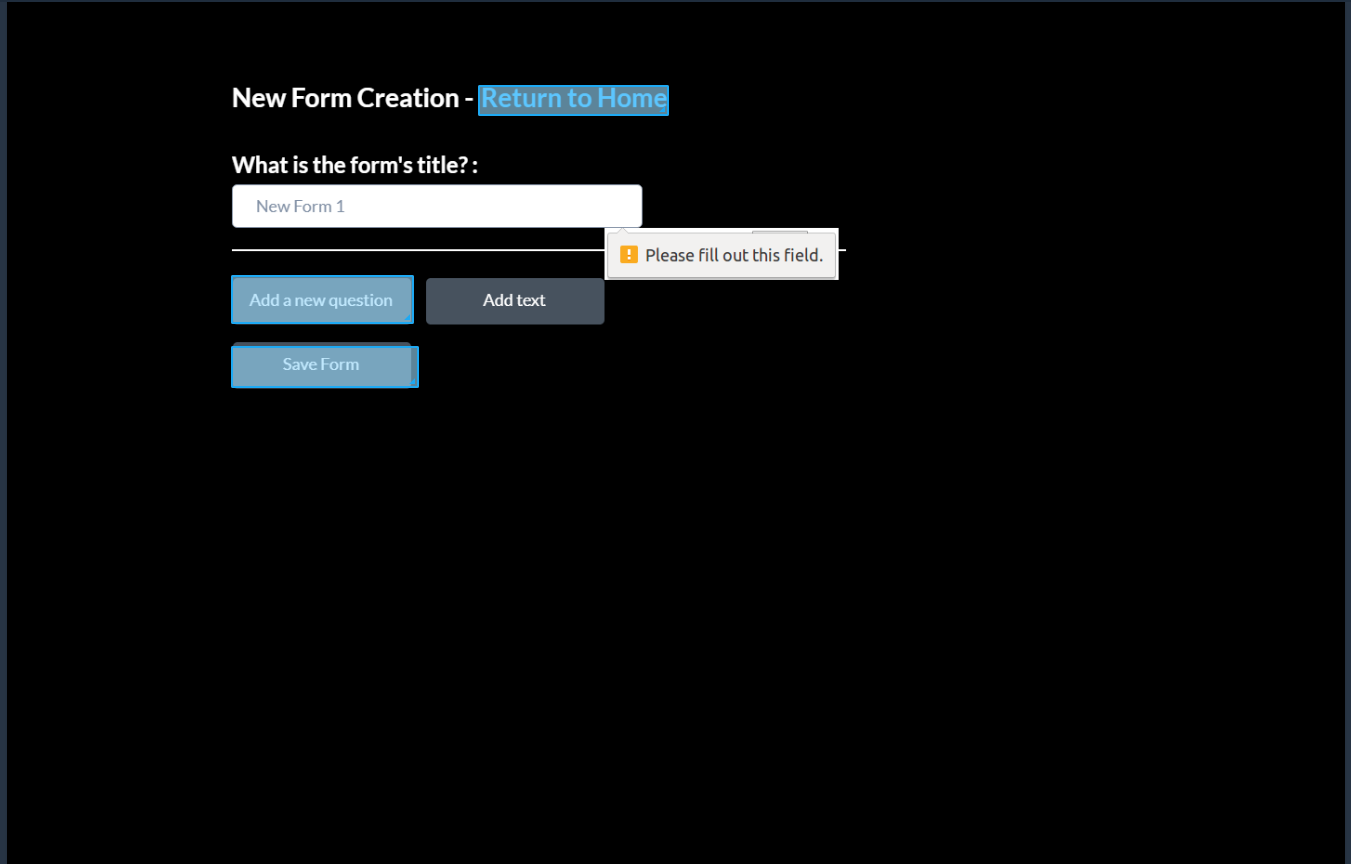 New Form Creation - Return to Home
What is the form's title? :
New Form 1
Please fill out this field.
Add a new question
Add text
Save Form